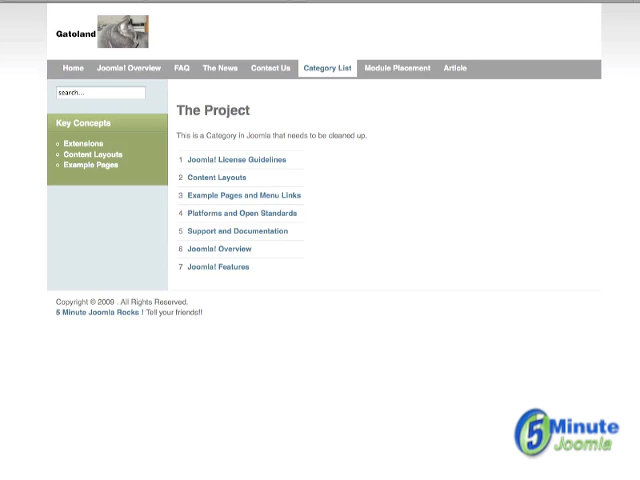 Gatoland
Home Joomla! Overview FAQ The News Contact Us Category List Module Placement Article
search...
Key Concepts
Extensions
Content Layouts
Example Pages
The Project
This is a Category in Joomla that needs to be cleaned up.
1 Joomla! License Guidelines
2 Content Layouts
3 Example Pages and Menu Links
4 Platforms and Open Standards
5 Support and Documentation
6 Joomla! Overview
7 Joomla! Features
Copyright © 2009 . All Rights Reserved.
5 Minute Joomla Rocks ! Tell your friends!!
5 Minute
Joomla